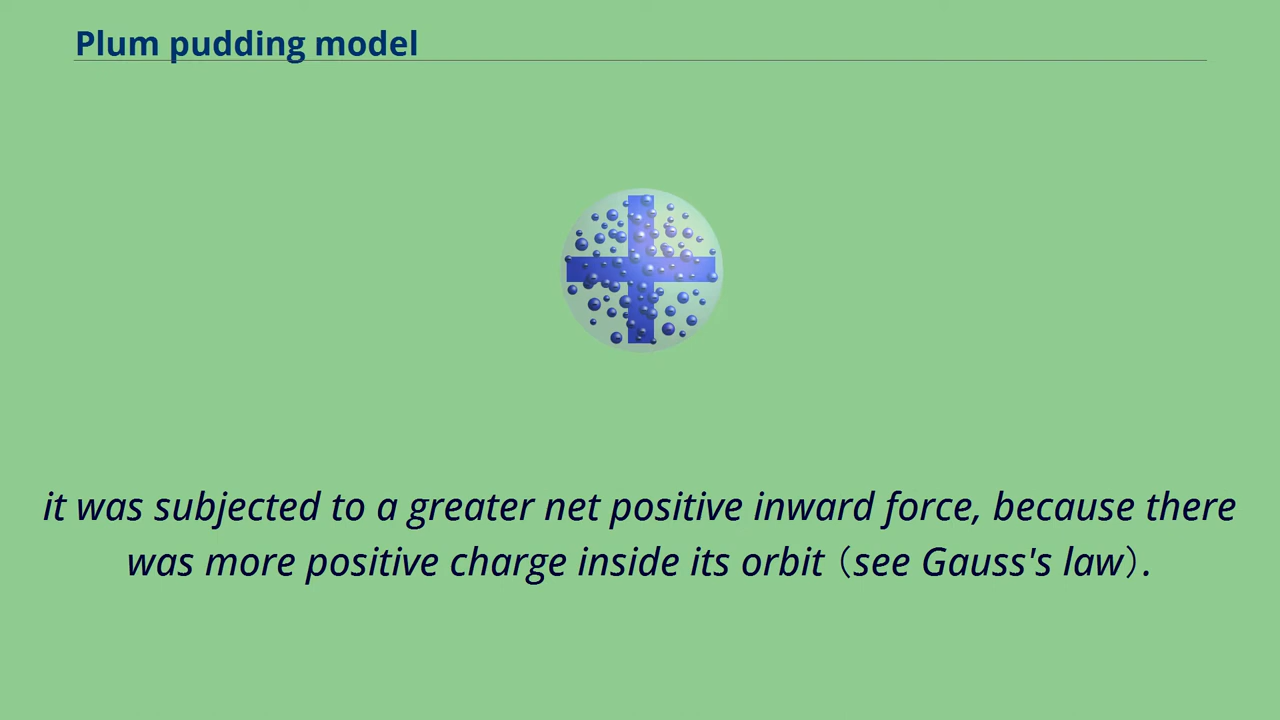 Plum pudding model
it was subjected to a greater net positive inward force, because there
was more positive charge inside its orbit（see Gauss's law）.